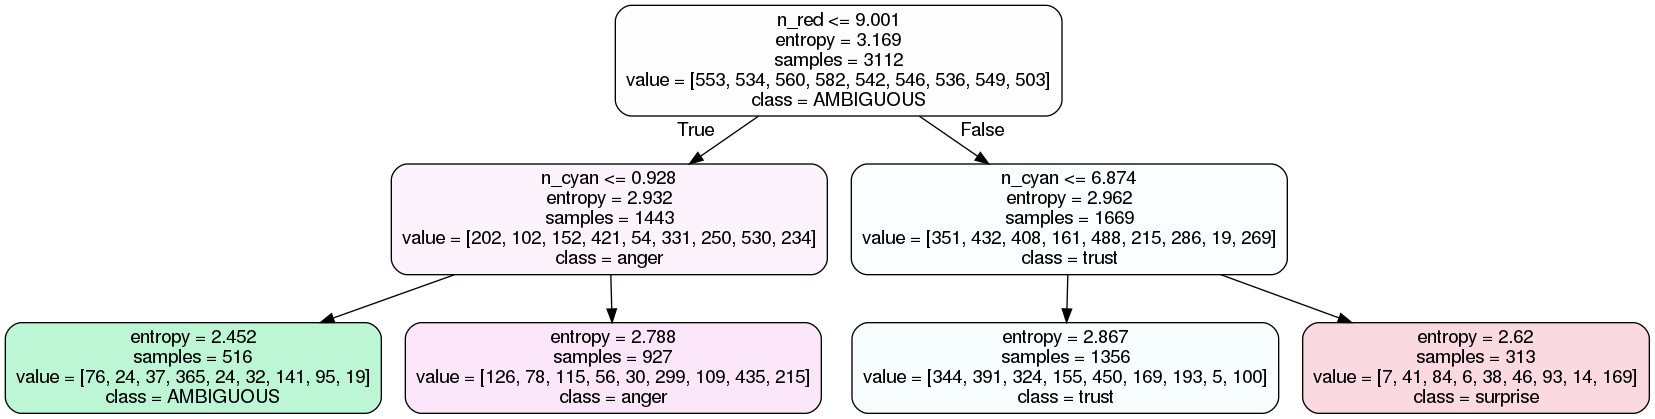 n_red <= 9.001
entropy = 3.169
samples = 3112
value = [553, 534, 560, 582, 542, 546, 536, 549, 503]
class = AMBIGUOUS
True
False
n_cyan <= 0.928
entropy = 2.932
samples = 1443
value = [202, 102, 152, 421, 54, 331, 250, 530, 234]
class = anger
n_cyan <= 6.874
entropy = 2.962
samples = 1669
value = [351, 432, 408, 161, 488, 215, 286, 19, 269]
class = trust
entropy = 2.452
samples = 516
value = [76, 24, 37, 365, 24, 32, 141, 95, 19]
class = AMBIGUOUS
entropy = 2.788
samples = 927
value = [126, 78, 115, 56, 30, 299, 109, 435, 215]
class = anger
entropy = 2.867
samples = 1356
value = [344, 391, 324, 155, 450, 169, 193, 5, 100]
class = trust
entropy = 2.62
samples = 313
value = [7, 41, 84, 6, 38, 46, 93, 14, 169]
class = surprise